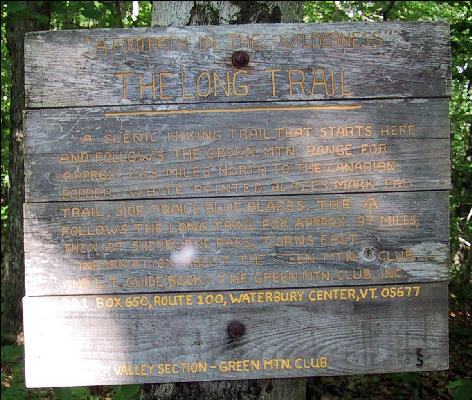 "A FOOTPATH IN THE WILDERNESS"
THE LONG TRAIL
A SCENIC HIKING TRAIL THAT STARTS HERE
AND FOLLOWS THE GREEN MTN. RANGE FOR
APPROX. 265 MILES NORTH TO THE CANADIAN
BORDER. WHITE PAINTED BLAZES MARK THE
TRAIL, SIDE TRAILS BLUE BLAZES. THE
FOLLOWS THE LONG TRAIL FOR APPROX. 97 MILES,
THEN AT SHERBURNE PASS, TURNS EAST
INFORMATION ABOUT THE GREEN MTN. CLUB
AND L.T. GUIDE BOOK: THE GREEN MTN. CLUB, INC.
BOX 650, ROUTE 100, WATERBURY CENTER, VT. 05677
VALLEY SECTION - GREEN MTN. CLUB